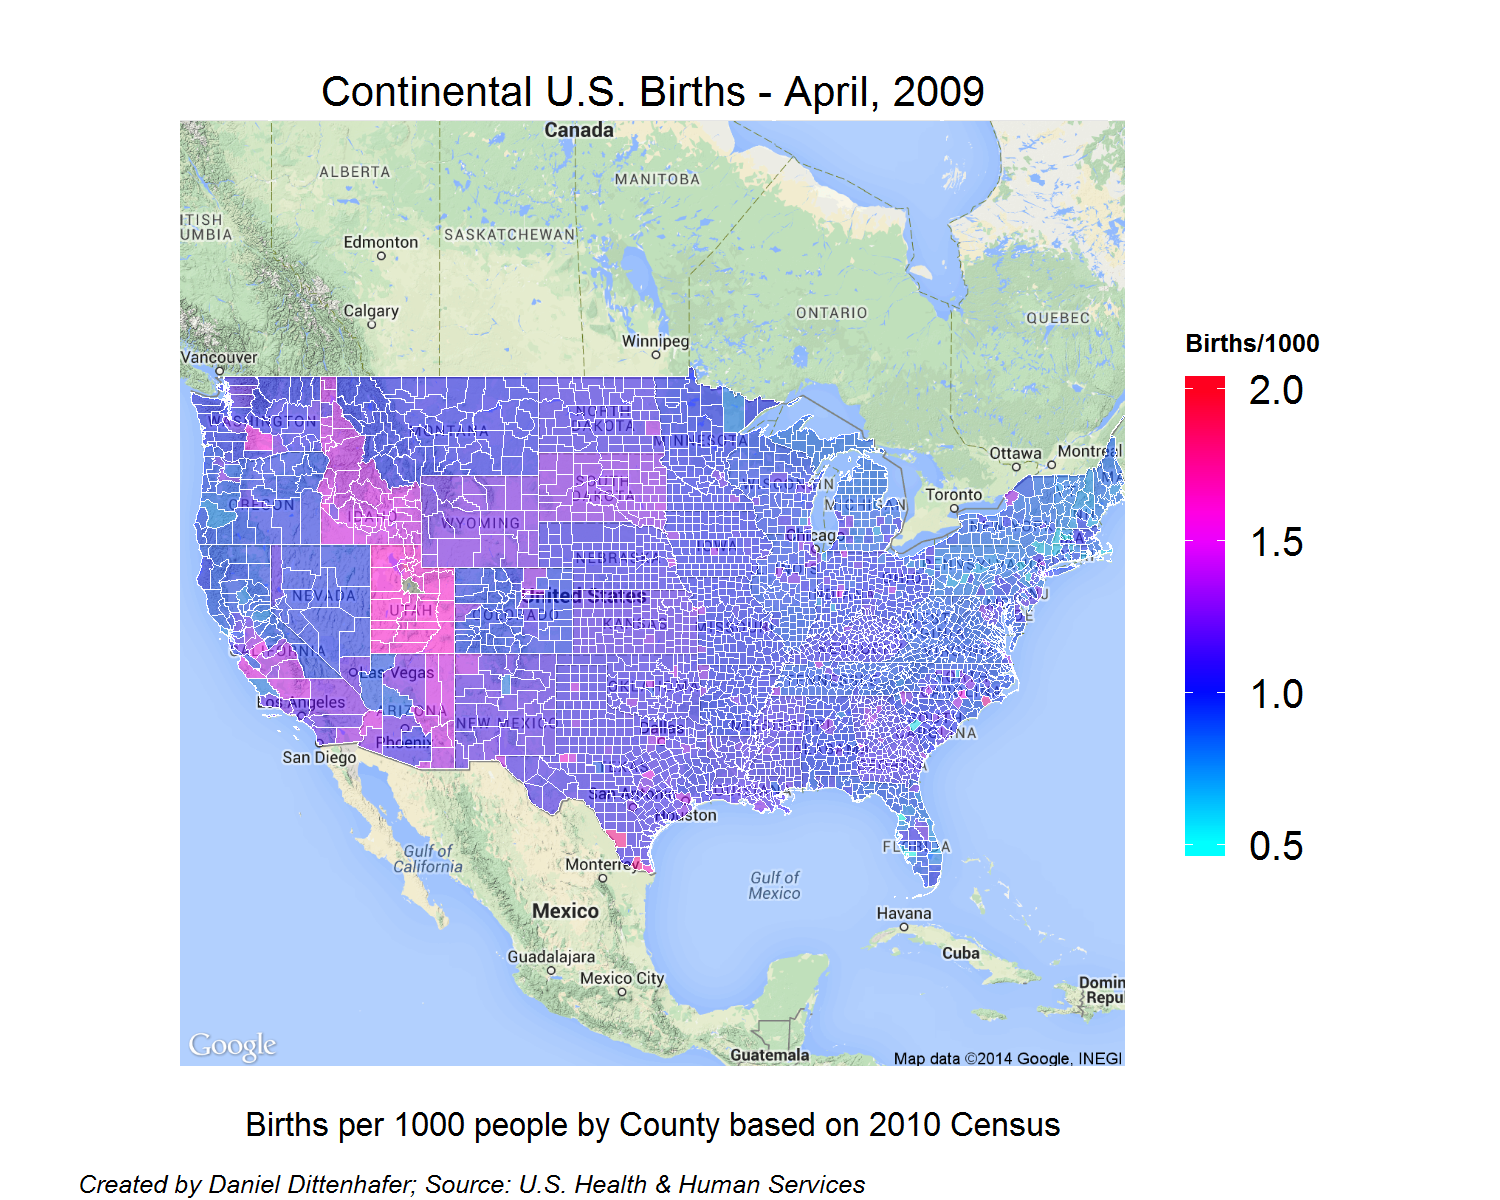 Continental U.S. Births - April, 2009
Canada
ALBERTA
MANITOBA
ITISH
UMBIA
Edmonton
SASKATCHEWAN
Calgary
ONTARIO
QUEBEC
Winnipeg
Vancouver
Births/1000
2.0
1.5
1.0
0.5
WASHINGTON
MONTANA
NORTH
DAKOTA
MINNESOTA
Ottawa
Montreal
SOUTH
DAKOTA
WISCONSIN
MICHIGAN
Toronto
OREGON
IDAHO
WYOMING
Chicago
IOWA
NEBRASKA
NEVADA
UTAH
United States
COLORADO
KANSAS
MISSOURI
CALIFORNIA
Las Vegas
OKLAHOMA
Los Angeles
ARIZONA
NEW MEXICO
Dallas
Phoenix
San Diego
TEXAS
San Antonio
Houston
FLORIDA
Gulf of
California
Monterrey
Gulf of
Mexico
Mexico
Havana
Cuba
Guadalajara
Mexico City
Domin
Repu
Google
Guatemala
Map data ©2014 Google, INEGI
Births per 1000 people by County based on 2010 Census
Created by Daniel Dittenhafer; Source: U.S. Health & Human Services